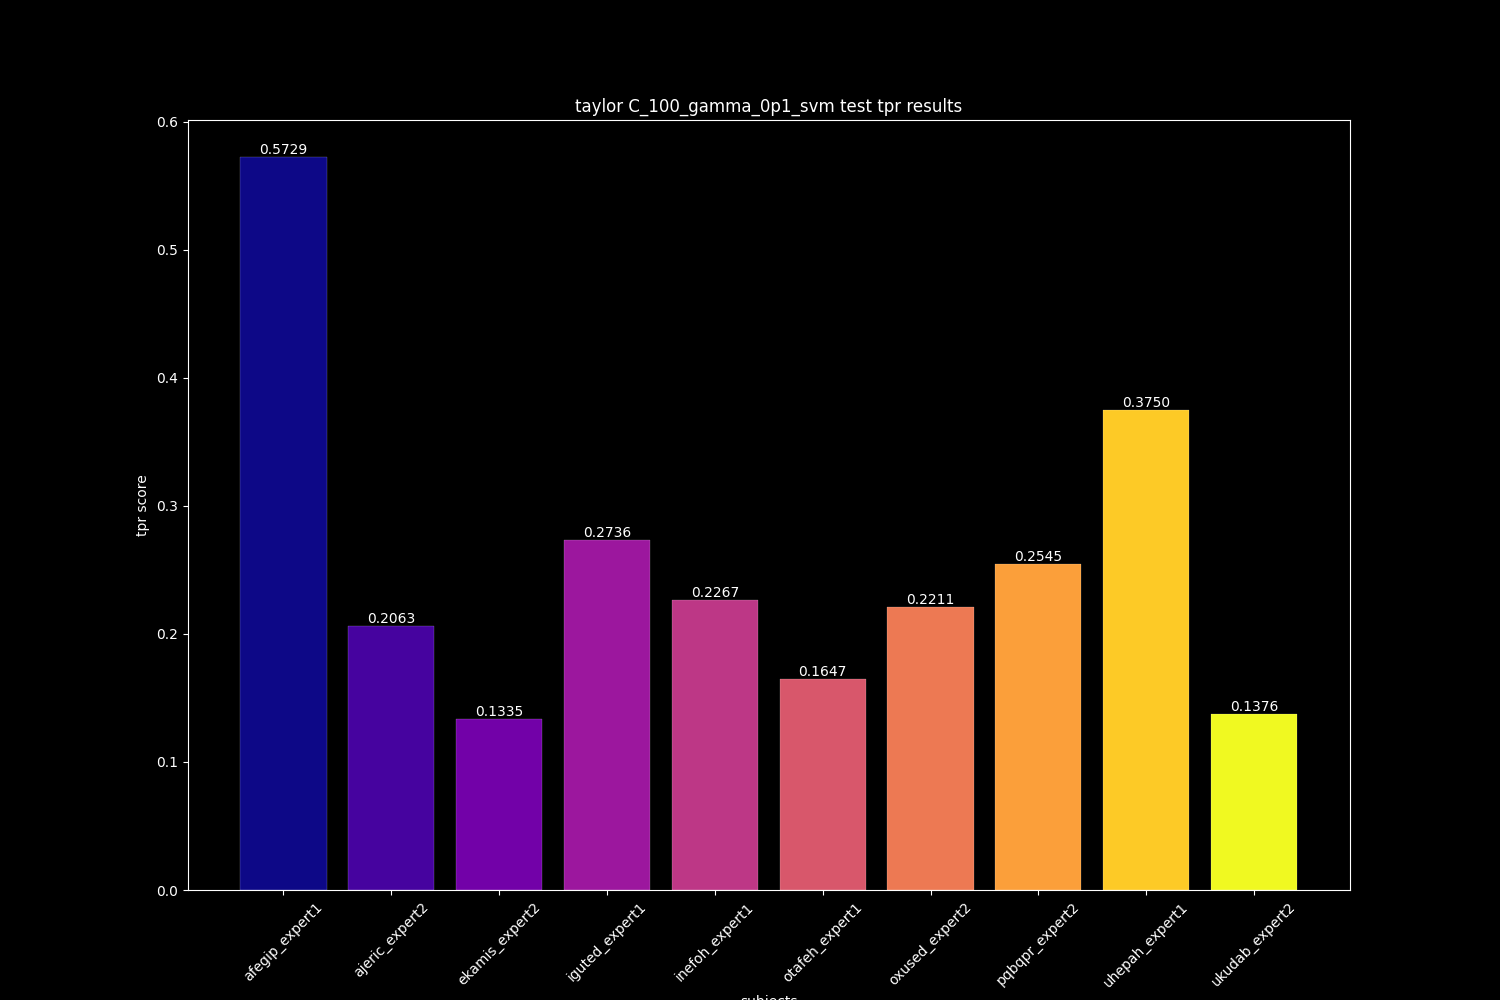 taylor C_100_gamma_0p1_svm test tpr results
0.6
0.5
0.4
0.3
0.2
0.1
0.0
tpr score
0.5729
0.2063
0.1335
0.2736
0.2267
0.1647
0.2211
0.2545
0.3750
0.1376
afegip_expert1
ajeric_expert2
ekamis_expert2
iguted_expert1
inefoh_expert1
otafeh_expert1
oxused_expert2
pqbqpr_expert2
uhepah_expert1
ukudab_expert2
subjects